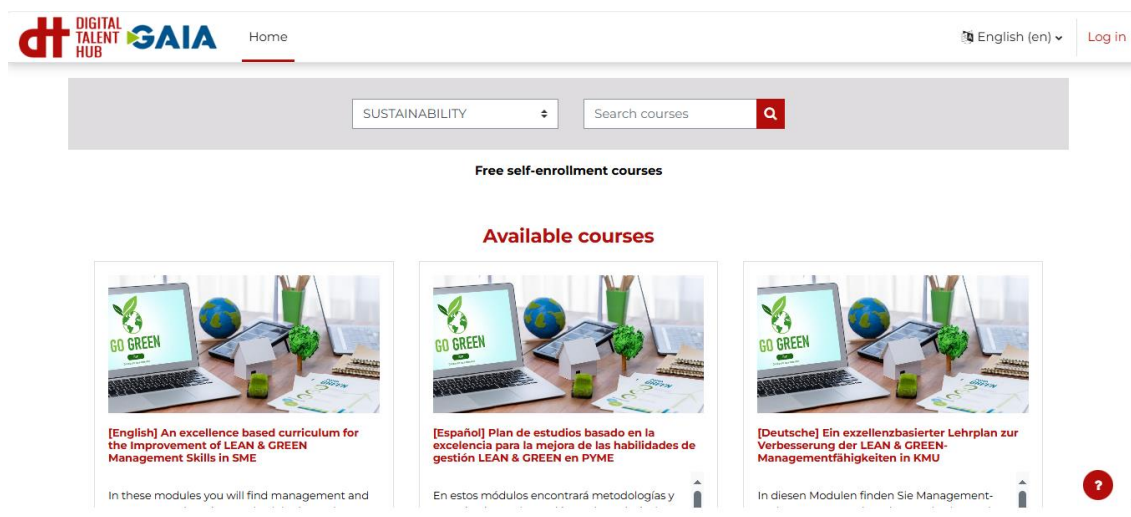 DIGITAL
TALENT
HUB
GAIA
Home
English (en)
Log in
SUSTAINABILITY
Search courses
Free self-enrollment courses
Available courses
GO GREEN
GO GREEN
GO GREEN
[English] An excellence based curriculum for
the Improvement of LEAN & GREEN
Management Skills in SME
[Español] Plan de estudios basado en la
excelencia para la mejora de las habilidades de
gestión LEAN & GREEN en PYME
[Deutsche] Ein exzellenzbasierter Lehrplan zur
Verbesserung der LEAN & GREEN-
Managementfähigkeiten in KMU
In these modules you will find management and
En estos módulos encontrará metodologías y
In diesen Modulen finden Sie Management-
?